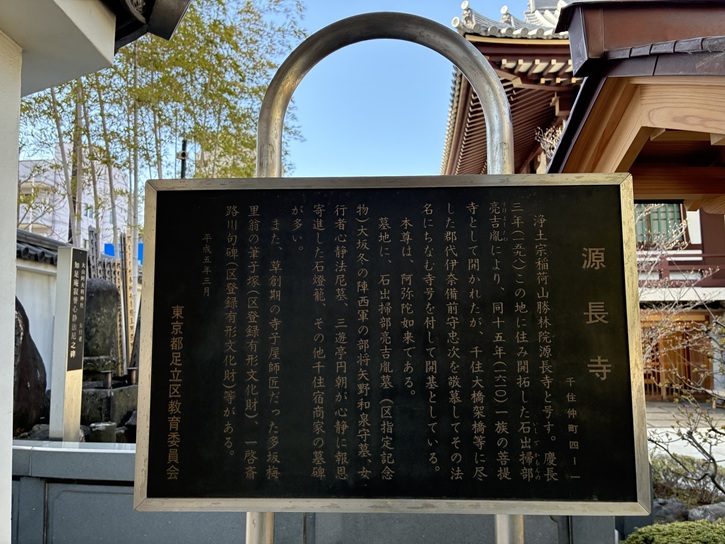 源長寺
千住仲町四ー一
浄土宗稲荷山勝林院源長寺と号す。慶長
三年(一五九八)この地に住み開拓した石出掃部
亮吉胤により、同十五年(一六一〇)一族の菩提
寺として開かれたが、千住大橋架橋等に尽
した郡代伊奈備前守忠次を敬慕してその法
名にちなむ寺号を付して開基としている。
本尊は、阿弥陀如来である。
墓地に、石出掃部亮吉胤墓(区指定記念
物)大坂冬の陣西軍の部将矢野和泉守墓、女
行者心静法尼墓、三遊亭円朝が心静に報恩
寄進した石燈籠、その他千住宿商家の墓碑
が多い。
また、草創期の寺子屋師匠だった多坂梅
里翁の筆子塚(区登録有形文化財)、一啓斎
路川句碑(区登録有形文化財)等がある。
平成五年三月
東京都足立区教育委員会